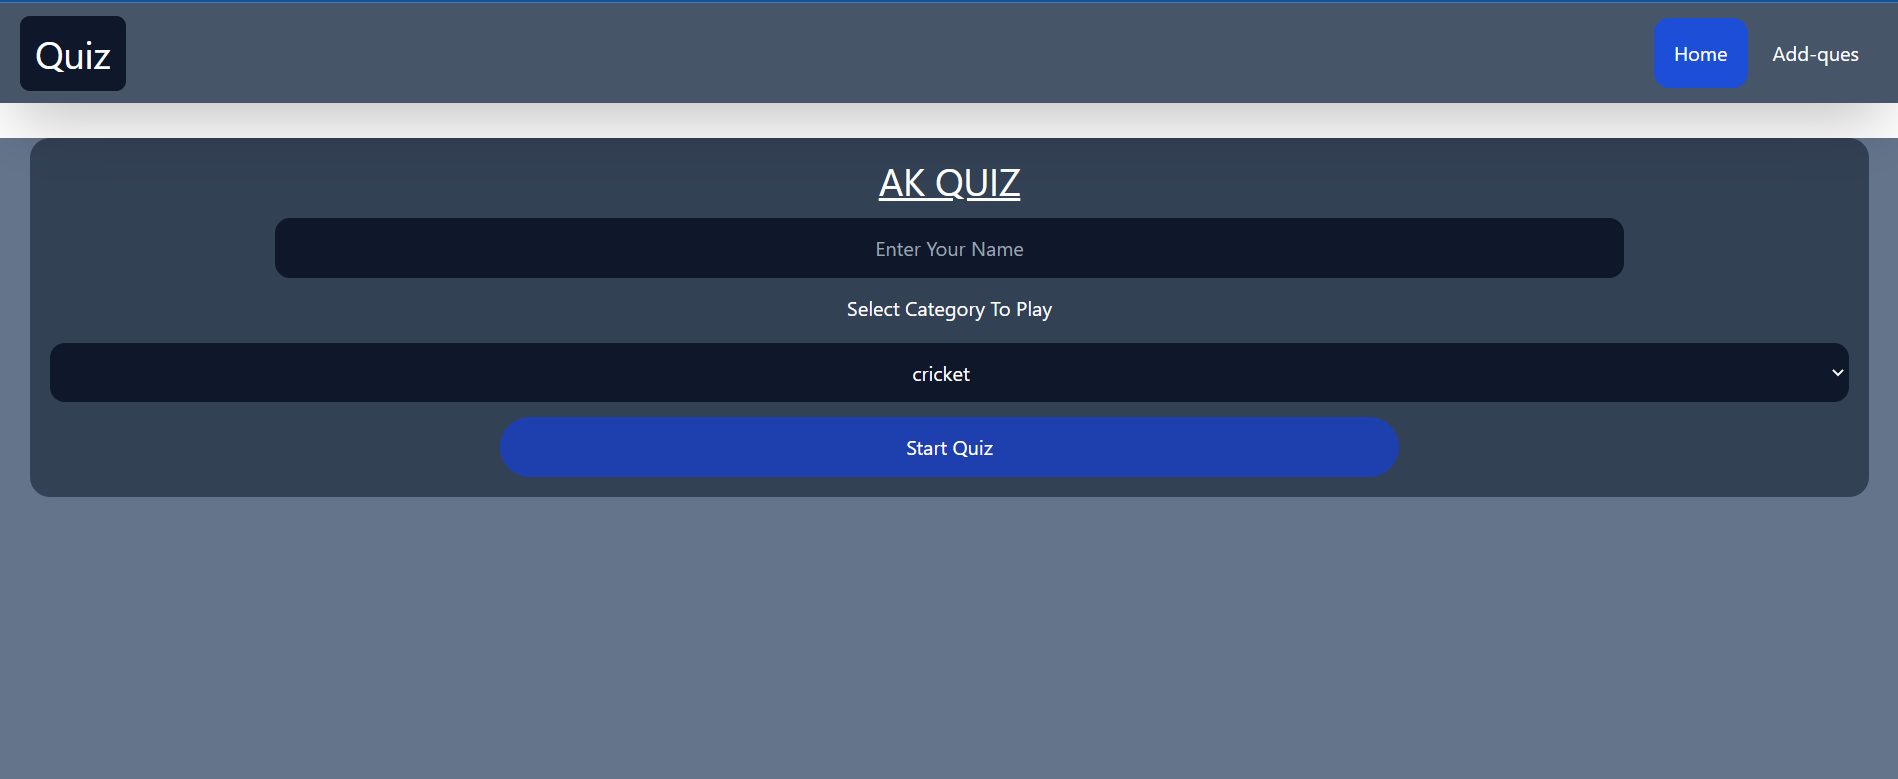 Quiz
Home
Add-ques
AK QUIZ
Enter Your Name
Select Category To Play
cricket
Start Quiz